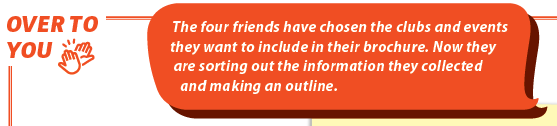 OVER TO
YOU
The four friends have chosen the clubs and events
they want to include in their brochure. Now they
are sorting out the information they collected
and making an outline.